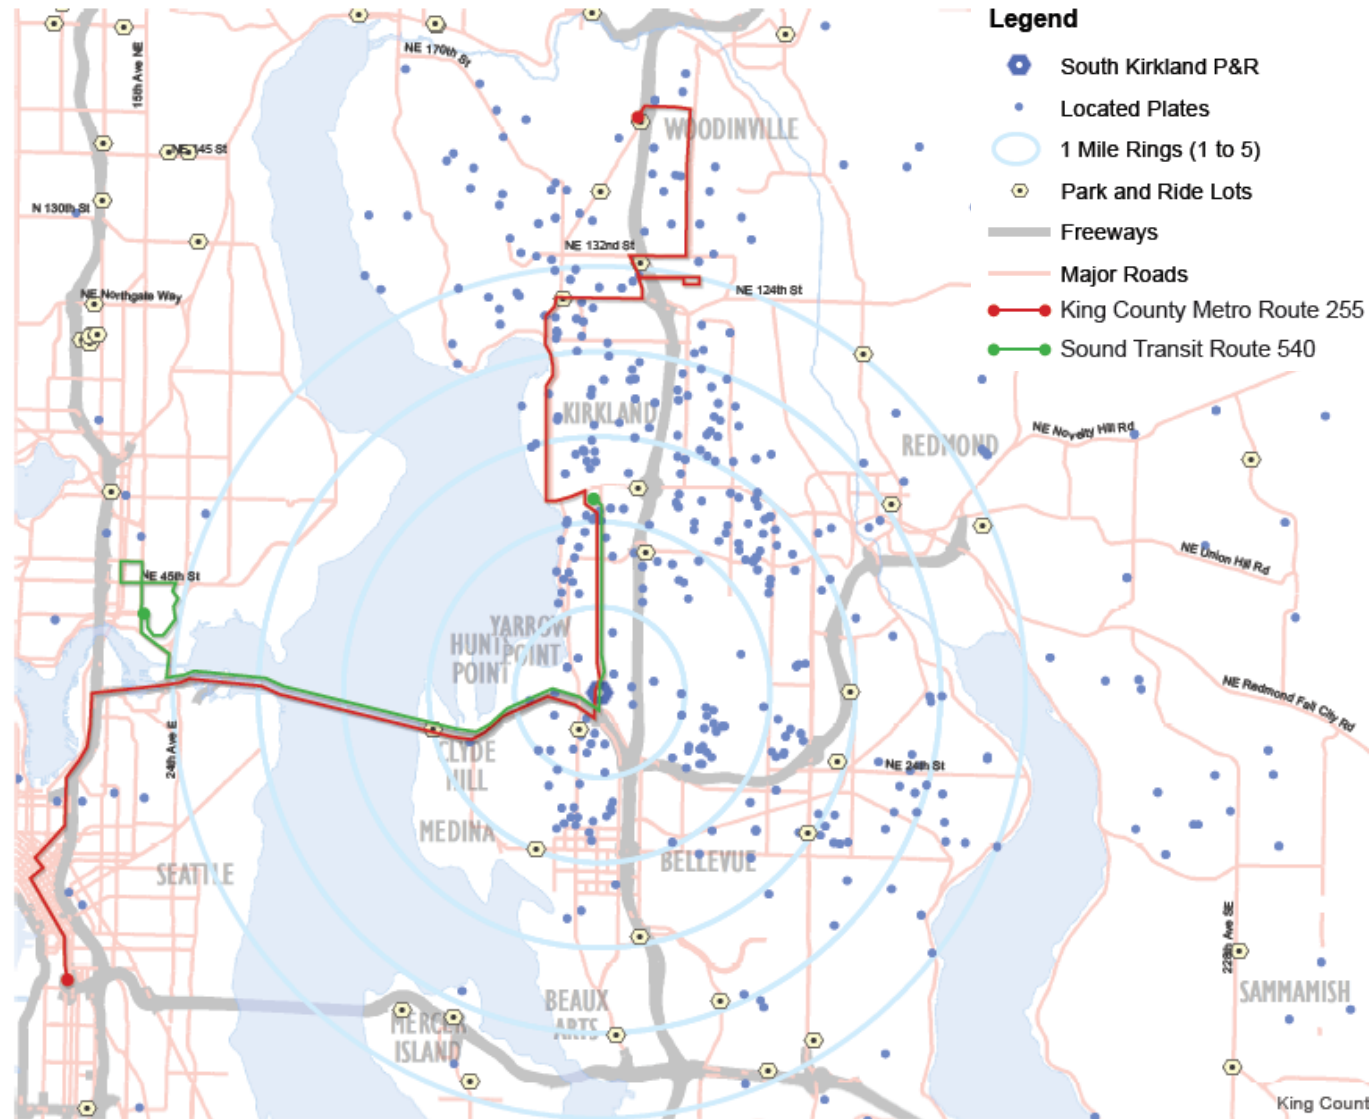 Legend
South Kirkland P&R
Located Plates
1 Mile Rings (1 to 5)
Park and Ride Lots
Freeways
Major Roads
King County Metro Route 255
Sound Transit Route 540
15th Ave NE
NE 170th St
WOODINVILLE
NE 145 St
N 130th St
NE 132nd St
NE Northgate Way
NE 124th St
KIRKLAND
REDMOND
NE Novelty Hill Rd
NE Union Hill Rd
NE 45th St
YARROW
POINT
HUNT
POINT
NE Redmond Fall City Rd
24th Ave E
CLYDE
HILL
NE 24th St
MEDINA
BELLEVUE
SEATTLE
228th Ave SE
SAMMAMISH
BEAUX
ARTS
MERCER
ISLAND
King Count